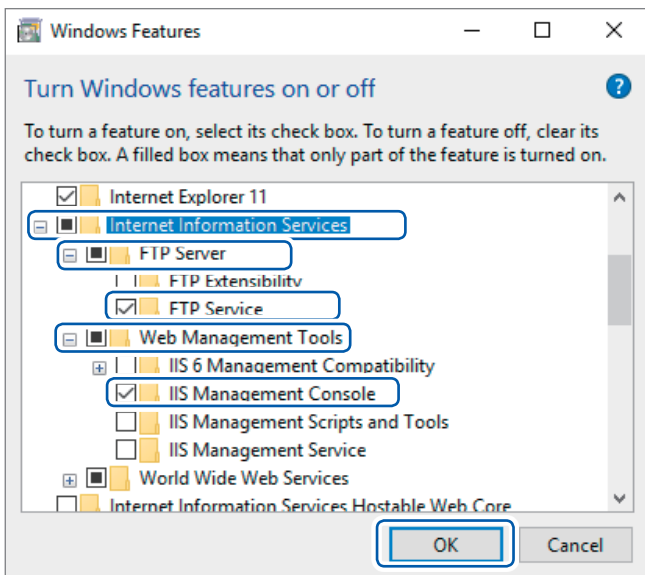 Windows Features
Turn Windows features on or off
?
To turn a feature on, select its check box. To turn a feature off, clear its
check box. A filled box means that only part of the feature is turned on.
Internet Explorer 11
Internet Information Services
FTP Server
FTP Extensibility
FTP Service
Web Management Tools
IIS 6 Management Compatibility
IIS Management Console
IIS Management Scripts and Tools
IIS Management Service
World Wide Web Services
Internet Information Services Hostable Web Core
OK Cancel